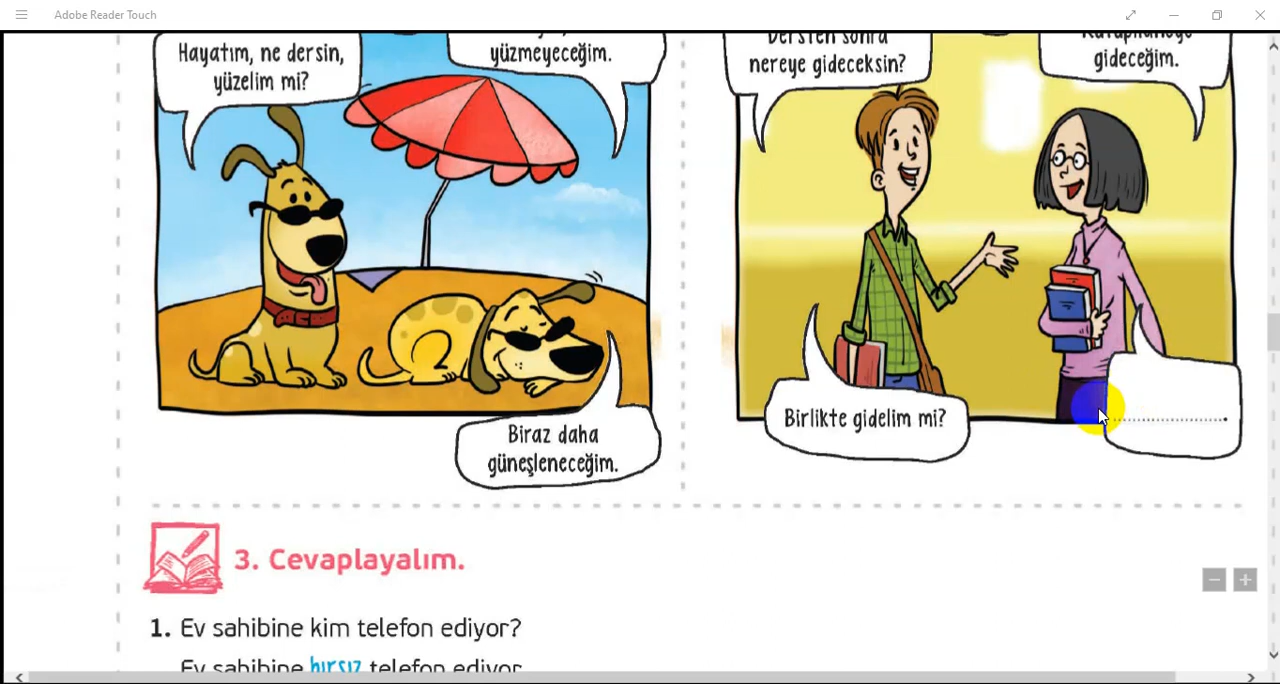 Adobe Reader Touch
Hayatım, ne dersin,
yüzelim mi?
yüzmeyeceğim.
Biraz daha
güneşleneceğim.
Dersten sonra
nereye gideceksin?
Kütüphaneye
gideceğim.
Birlikte gidelim mi?
..............................
3. Cevaplayalım.
1. Ev sahibine kim telefon ediyor?
Ev sahibine hırsız telefon ediyor